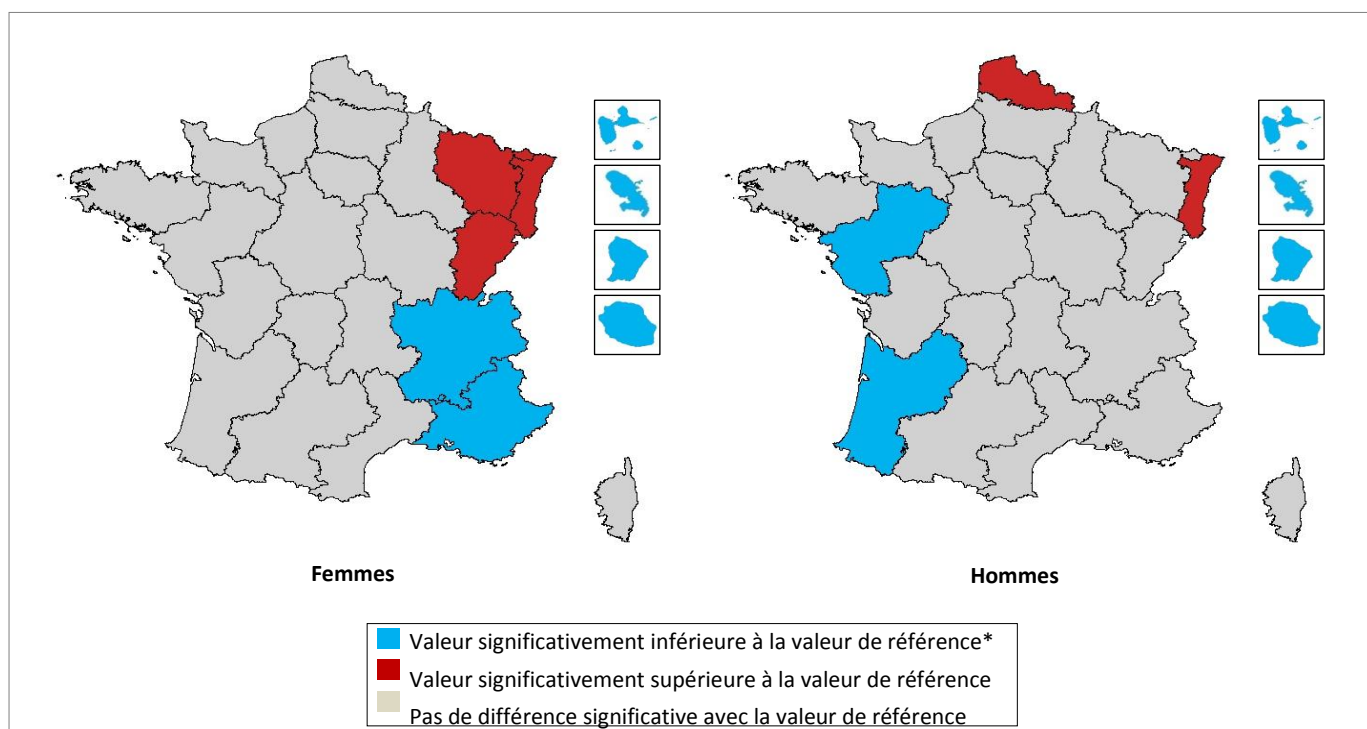 Femmes
Hommes
Valeur significativement inférieure à la valeur de référence*
Valeur significativement supérieure à la valeur de référence
Pas de différence significative avec la valeur de référence